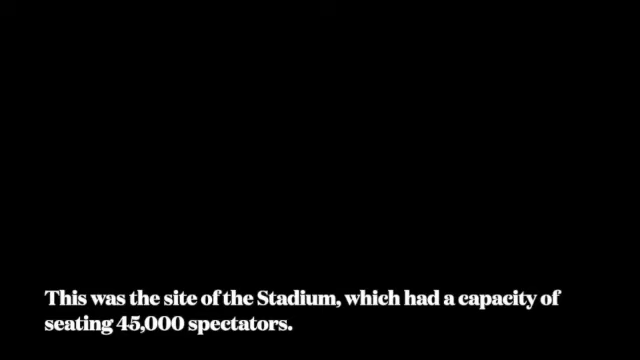 This was the site of the Stadium, which had a capacity of
seating 45,000 spectators.